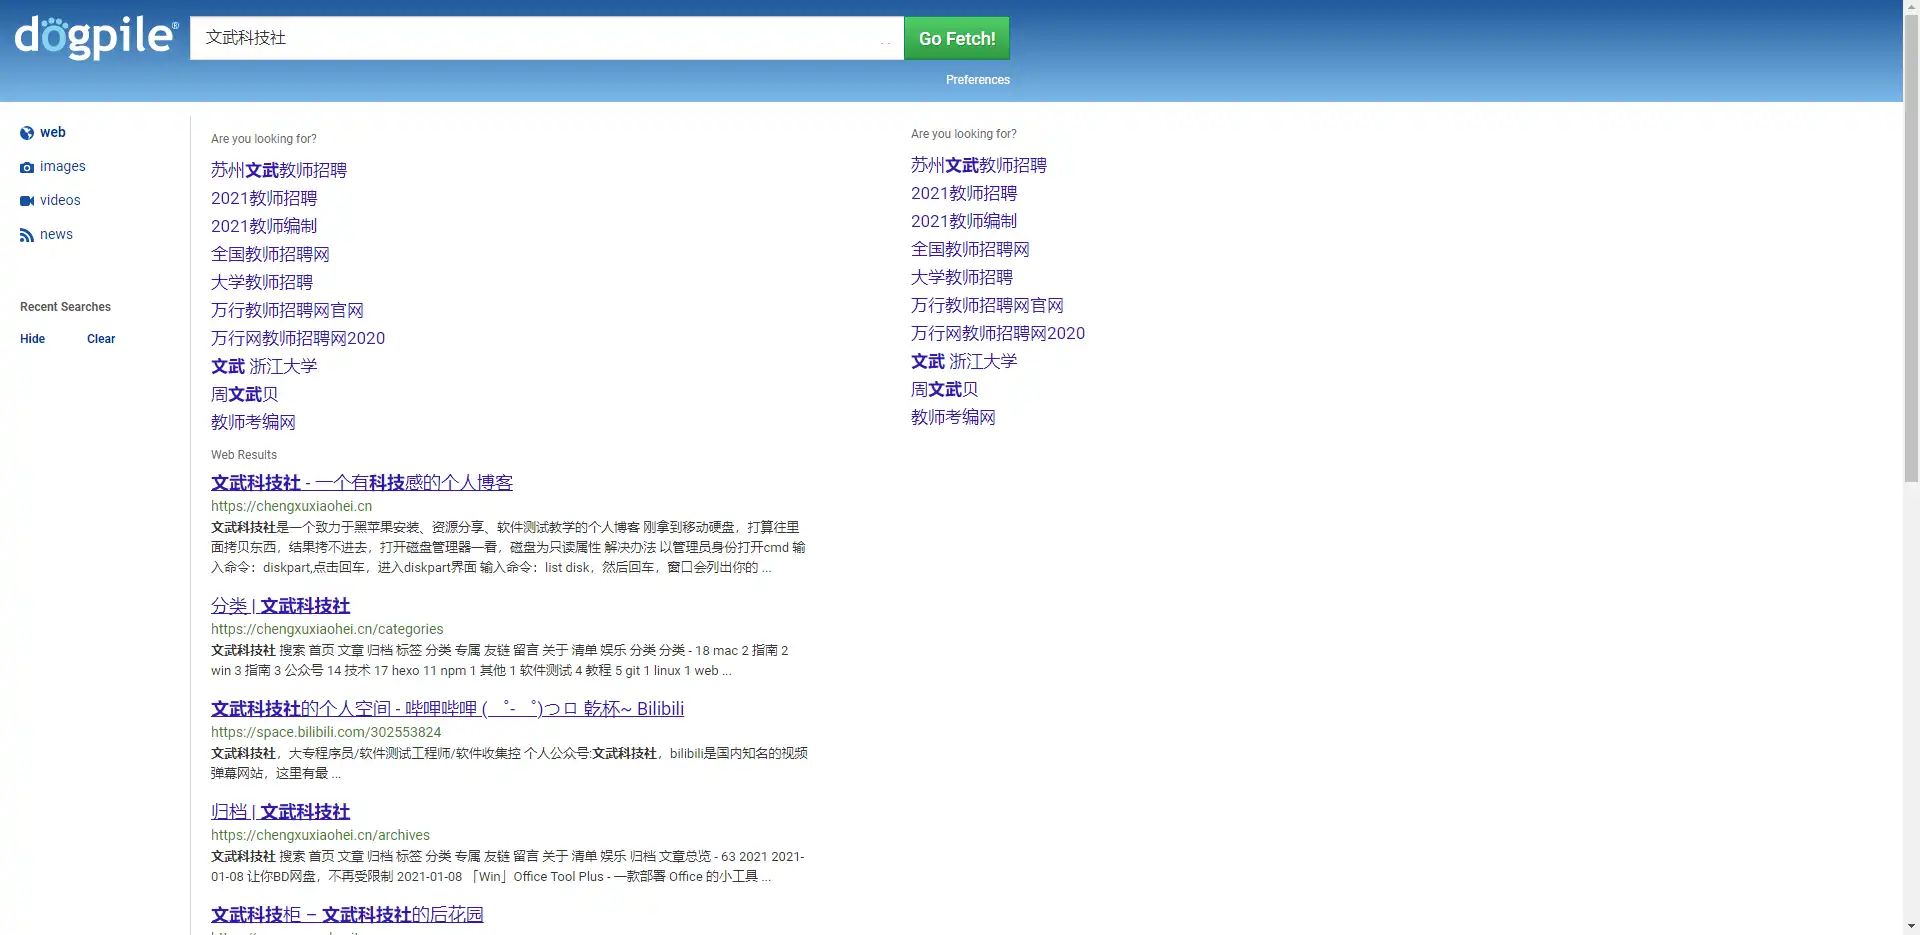 dogpile®
文武科技社
Go Fetch!
Preferences
web
images
videos
news
Recent Searches
Hide
Clear
Are you looking for?
苏州文武教师招聘
2021教师招聘
2021教师编制
全国教师招聘网
大学教师招聘
万行教师招聘网官网
万行网教师招聘网2020
文武 浙江大学
周文武贝
教师考编网
Web Results
文武科技社 - 一个有科技感的个人博客
https://chengxuxiaohei.cn
文武科技社是一个致力于黑苹果安装、资源分享、软件测试教学的个人博客 刚拿到移动硬盘，打算往里
面拷贝东西，结果拷不进去，打开磁盘管理器一看，磁盘为只读属性 解决办法 以管理员身份打开cmd 输
入命令：diskpart,点击回车，进入diskpart界面 输入命令：list disk，然后回车，窗口会列出你的 ...
分类 | 文武科技社
https://chengxuxiaohei.cn/categories
文武科技社 搜索 首页 文章 归档 标签 分类 专属 友链 留言 关于 清单 娱乐 分类 分类 - 18 mac 2 指南 2
win 3 指南 3 公众号 14 技术 17 hexo 11 npm 1 其他 1 软件测试 4 教程 5 git 1 linux 1 web ...
文武科技社的个人空间 - 哔哩哔哩 ( ゜- ゜)つロ 乾杯~ Bilibili
https://space.bilibili.com/302553824
文武科技社，大专程序员/软件测试工程师/软件收集控 个人公众号:文武科技社，bilibili是国内知名的视频
弹幕网站，这里有最 ...
归档 | 文武科技社
https://chengxuxiaohei.cn/archives
文武科技社 搜索 首页 文章 归档 标签 分类 专属 友链 留言 关于 清单 娱乐 归档 文章总览 - 63 2021 2021-
01-08 让你BD网盘，不再受限制 2021-01-08 「Win」Office Tool Plus - 一款部署 Office 的小工具 ...
文武科技柜 – 文武科技社的后花园
Are you looking for?
苏州文武教师招聘
2021教师招聘
2021教师编制
全国教师招聘网
大学教师招聘
万行教师招聘网官网
万行网教师招聘网2020
文武 浙江大学
周文武贝
教师考编网